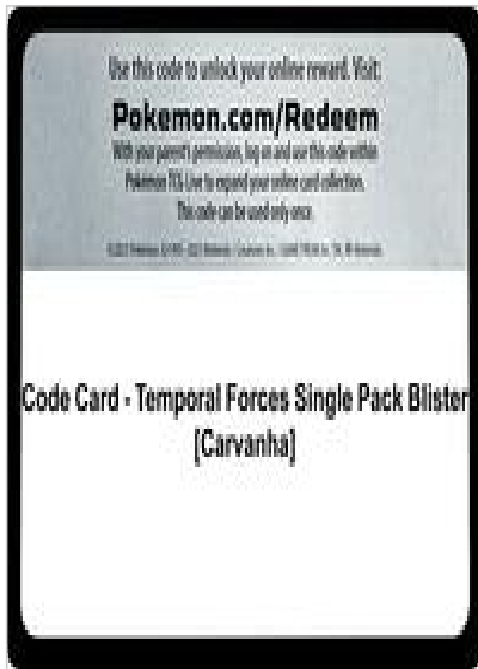 Use this code to unlock your online reward. Visit:
Pokemon.com/Redeem
With your parent's permission, log on and use this code within
Pokémon TCG Live to expand your online card collection.
This code can be used only once.
Code Card - Temporal Forces Single Pack Blister
[Carvanha]